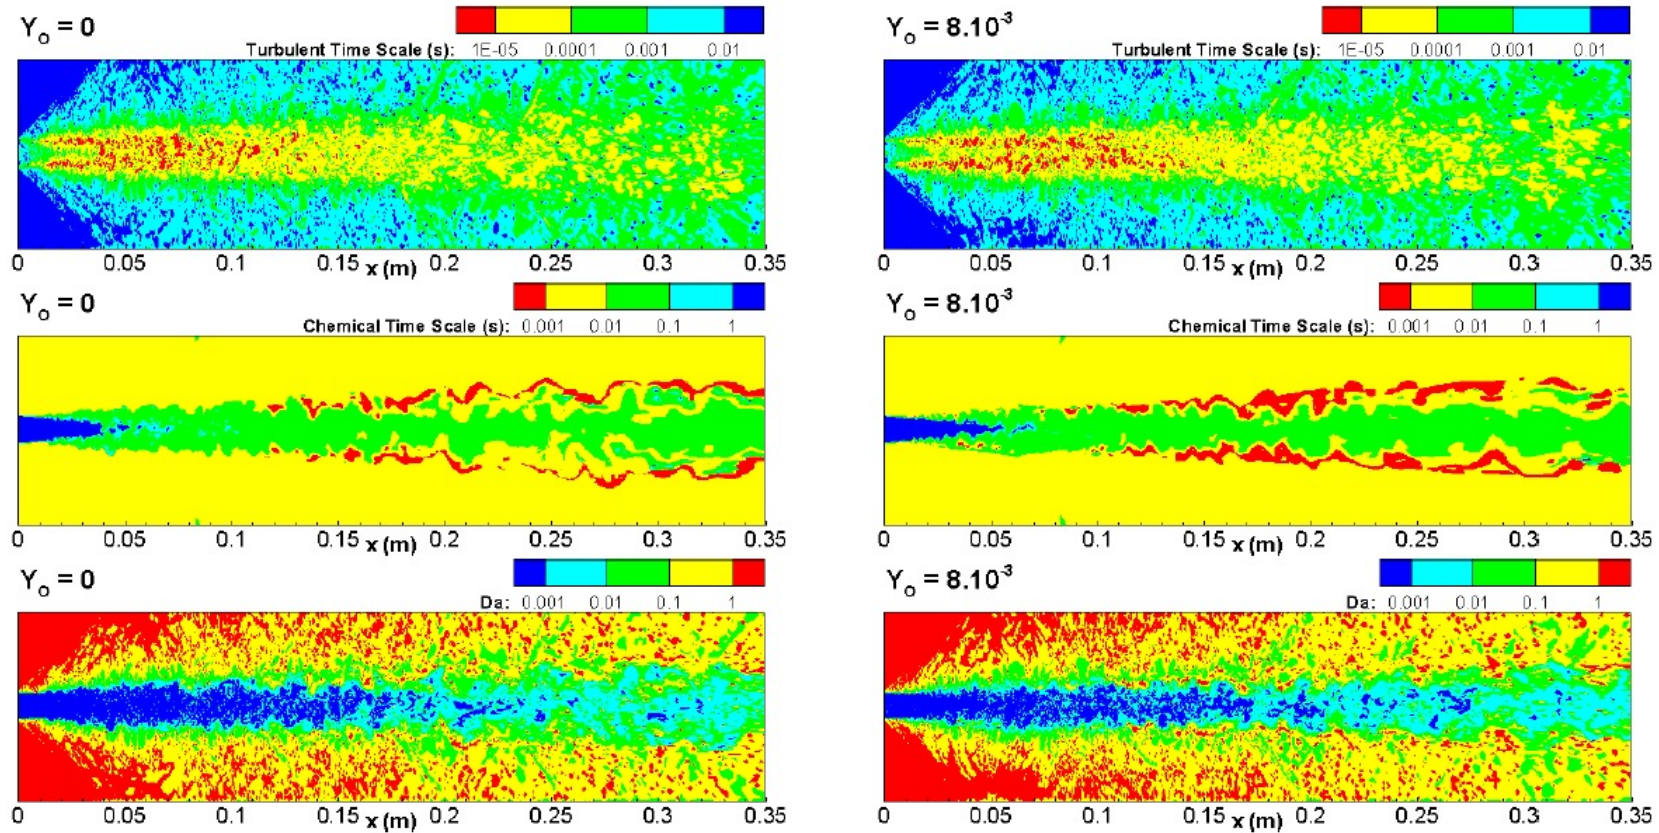 Y_O = 0
Turbulent Time Scale (s): 1E-05 0.0001 0.001 0.01
0 0.05 0.1 0.15 x (m) 0.2 0.25 0.3 0.35
Y_O = 8.10^-3
Turbulent Time Scale (s): 1E-05 0.0001 0.001 0.01
0 0.05 0.1 0.15 x (m) 0.2 0.25 0.3 0.35
Y_O = 0
Chemical Time Scale (s): 0.001 0.01 0.1 1
0 0.05 0.1 0.15 x (m) 0.2 0.25 0.3 0.35
Y_O = 8.10^-3
Chemical Time Scale (s): 0.001 0.01 0.1 1
0 0.05 0.1 0.15 x (m) 0.2 0.25 0.3 0.35
Y_O = 0
Da: 0.001 0.01 0.1 1
0 0.05 0.1 0.15 x (m) 0.2 0.25 0.3 0.35
Y_O = 8.10^-3
Da: 0.001 0.01 0.1 1
0 0.05 0.1 0.15 x (m) 0.2 0.25 0.3 0.35